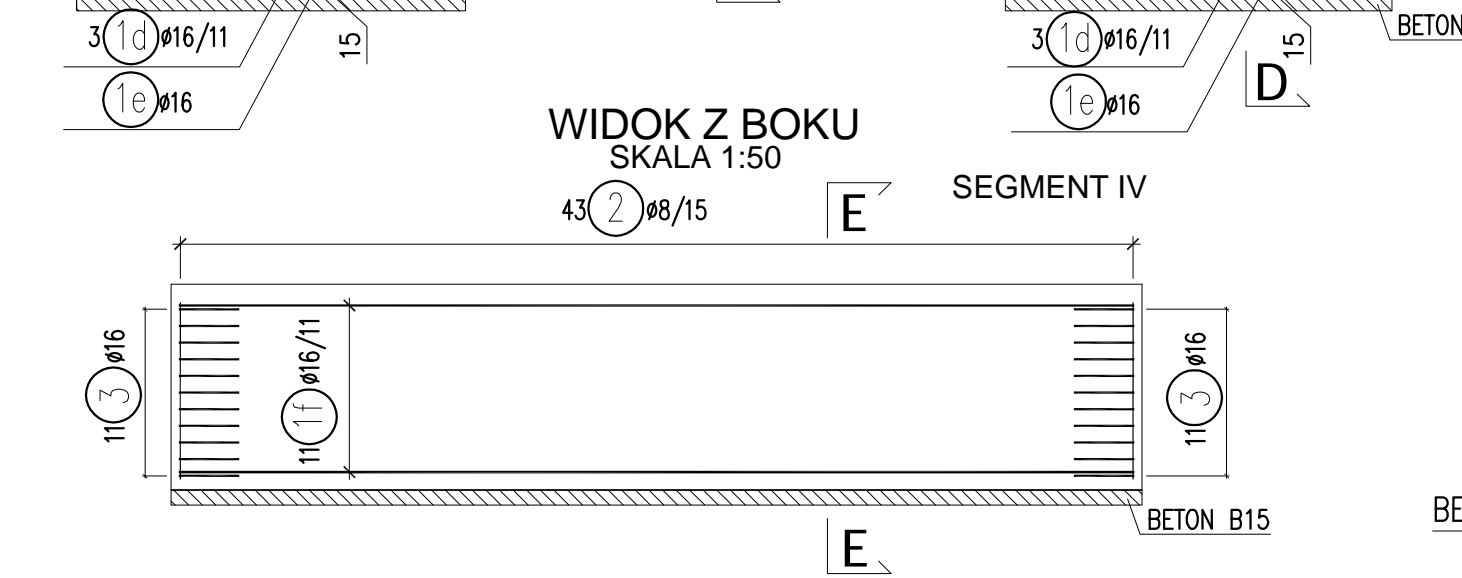 3 1d ø16/11
15
3 1d ø16/11
15
BETON
1e ø16
1e ø16
D
WIDOK Z BOKU
SKALA 1:50
SEGMENT IV
43 2 ø8/15
E
11 3 ø16
11 1f ø16/11
11 3 ø16
BETON B15
BE
E